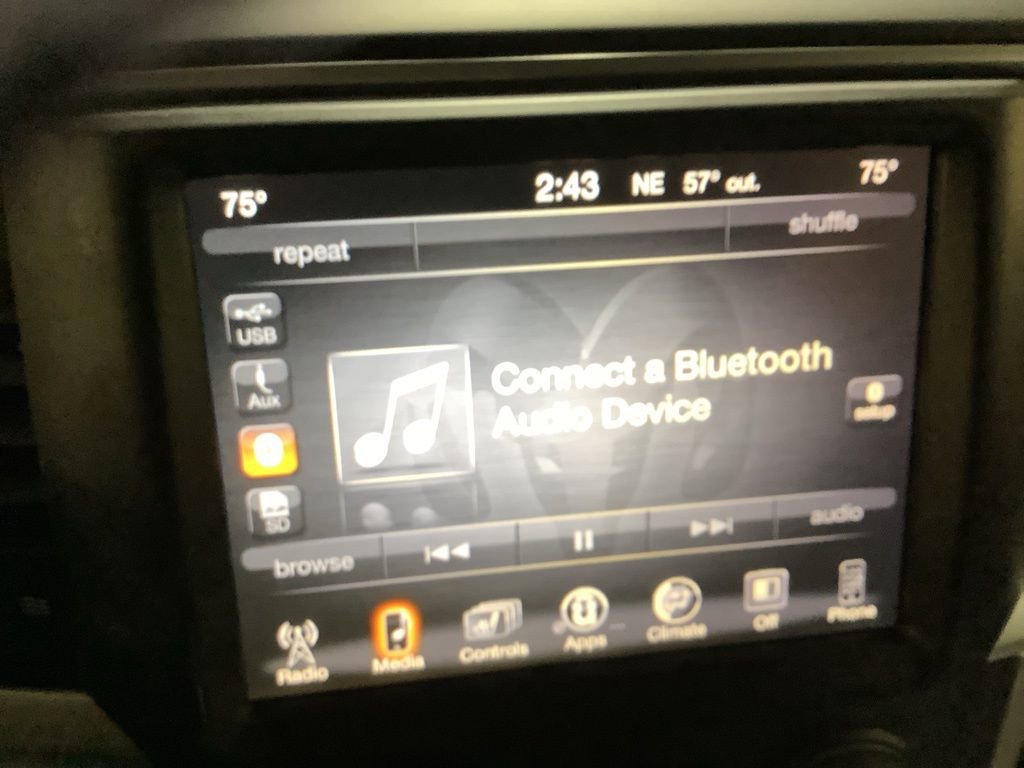 75° 2:43 NE 57° out. 75°
repeat shuffle
USB
Aux
Connect a Bluetooth
Audio Device
setup
SD
browse audio
Radio Media Controls Apps Climate Off Phone